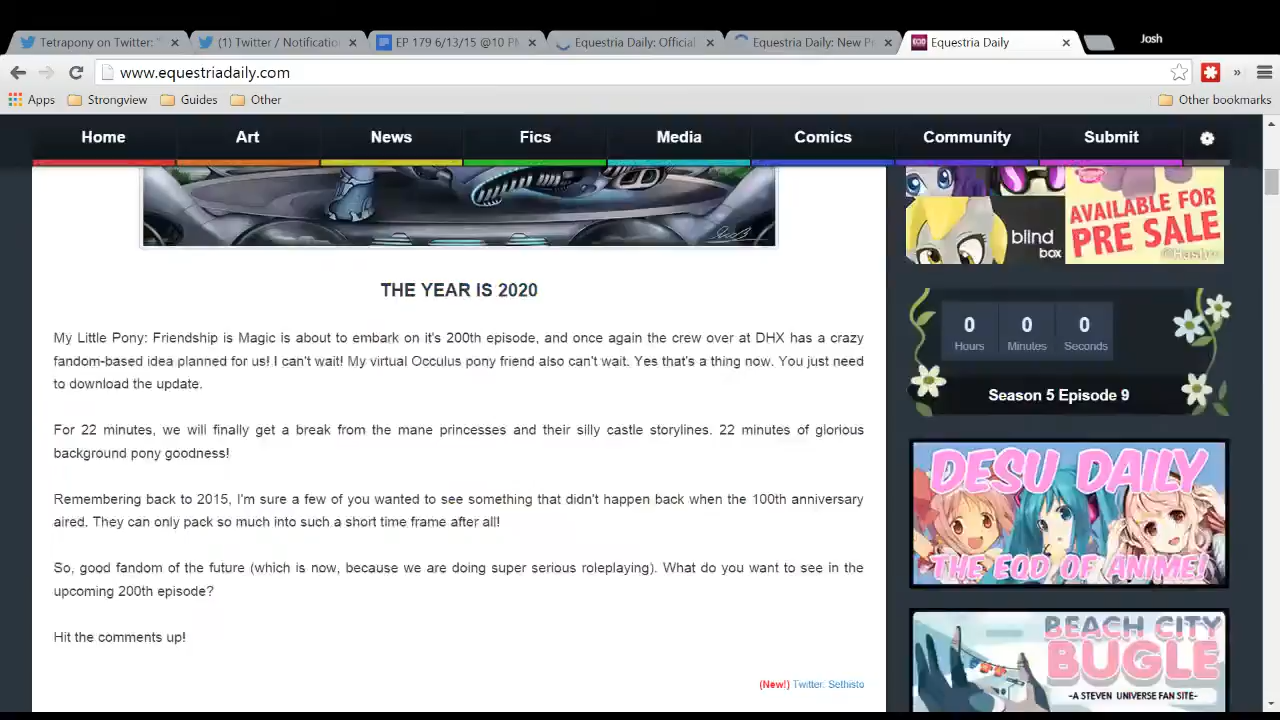 Tetrapony on Twitter: "
(1) Twitter / Notificatio
EP 179 6/13/15 @10 P
Equestria Daily: Official
Equestria Daily: New P
Equestria Daily
Josh
www.equestriadaily.com
Apps Strongview Guides Other
Other bookmarks
Home Art News Fics Media Comics Community Submit
AVAILABLE FOR
PRE SALE
©Hasbro
blind
box
THE YEAR IS 2020
My Little Pony: Friendship is Magic is about to embark on it's 200th episode, and once again the crew over at DHX has a crazy
fandom-based idea planned for us! I can't wait! My virtual Occulus pony friend also can't wait. Yes that's a thing now. You just need
to download the update.
For 22 minutes, we will finally get a break from the mane princesses and their silly castle storylines. 22 minutes of glorious
background pony goodness!
Remembering back to 2015, I'm sure a few of you wanted to see something that didn't happen back when the 100th anniversary
aired. They can only pack so much into such a short time frame after all!
So, good fandom of the future (which is now, because we are doing super serious roleplaying). What do you want to see in the
upcoming 200th episode?
Hit the comments up!
(New!) Twitter: Sethisto
0 0 0
Hours Minutes Seconds
Season 5 Episode 9
DESU DAILY
THE EQD OF ANIME!
BEACH CITY
BUGLE
-A STEVEN UNIVERSE FAN SITE-